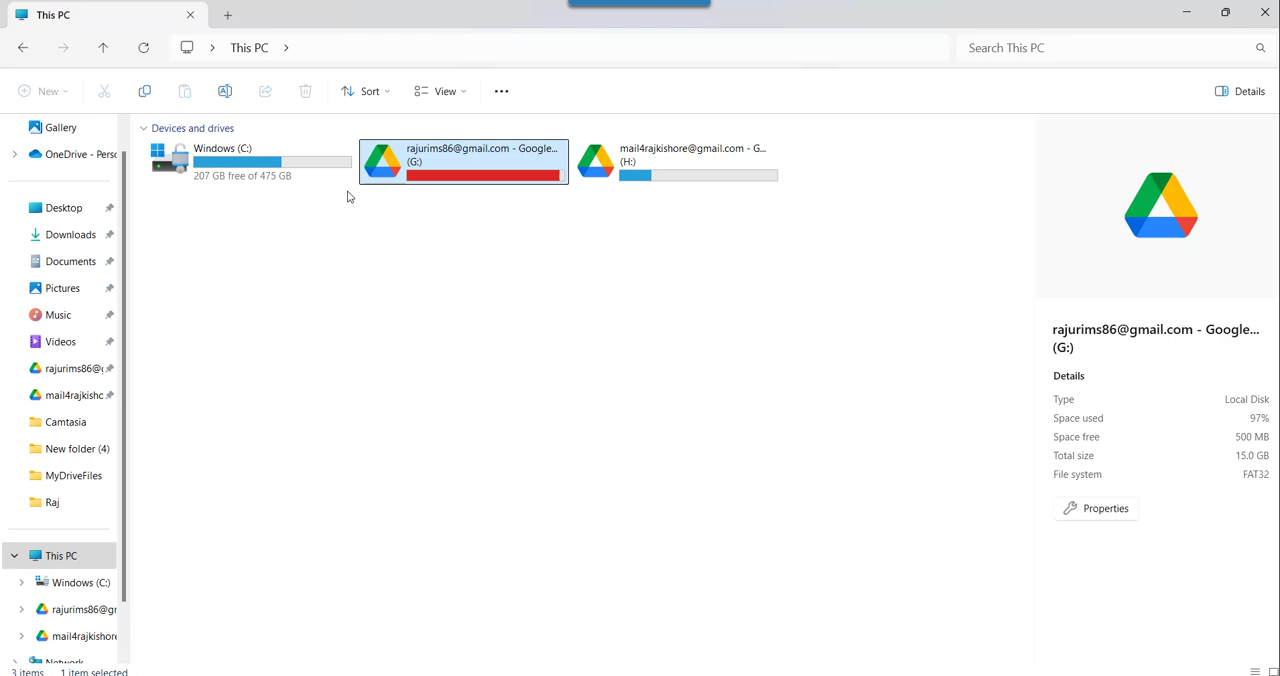 This PC
This PC
Search This PC
New
Sort
View
Details
Gallery
OneDrive - Pers
Desktop
Downloads
Documents
Pictures
Music
Videos
rajurims86@g
mail4rajkishc
Camtasia
New folder (4)
MyDriveFiles
Raj
This PC
Windows (C:)
rajurims86@gr
mail4rajkishore
Network
3 items 1 item selected
Devices and drives
Windows (C:)
207 GB free of 475 GB
rajurims86@gmail.com - Google...
(G:)
mail4rajkishore@gmail.com - G...
(H:)
rajurims86@gmail.com - Google...
(G:)
Details
Type Local Disk
Space used 97%
Space free 500 MB
Total size 15.0 GB
File system FAT32
Properties